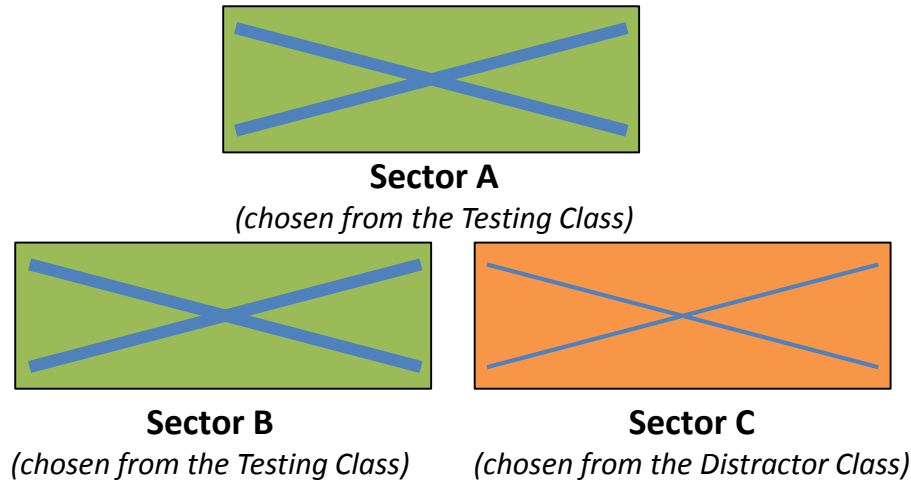 Sector A
(chosen from the Testing Class)
Sector B
(chosen from the Testing Class)
Sector C
(chosen from the Distractor Class)